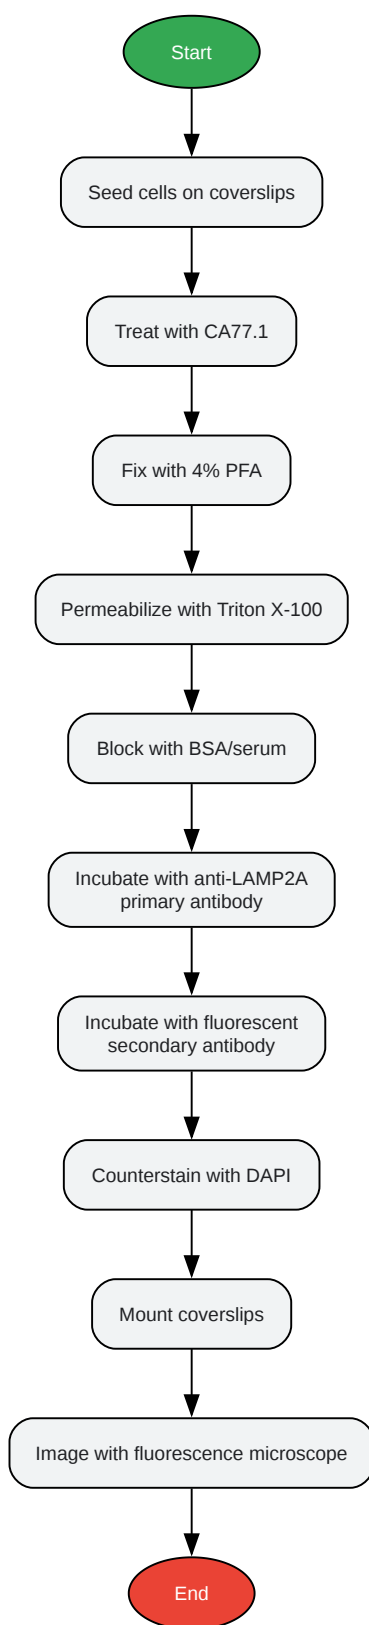 Start
Seed cells on coverslips
Treat with CA77.1
Fix with 4% PFA
Permeabilize with Triton X-100
Block with BSA/serum
Incubate with anti-LAMP2A
primary antibody
Incubate with fluorescent
secondary antibody
Counterstain with DAPI
Mount coverslips
Image with fluorescence microscope
End